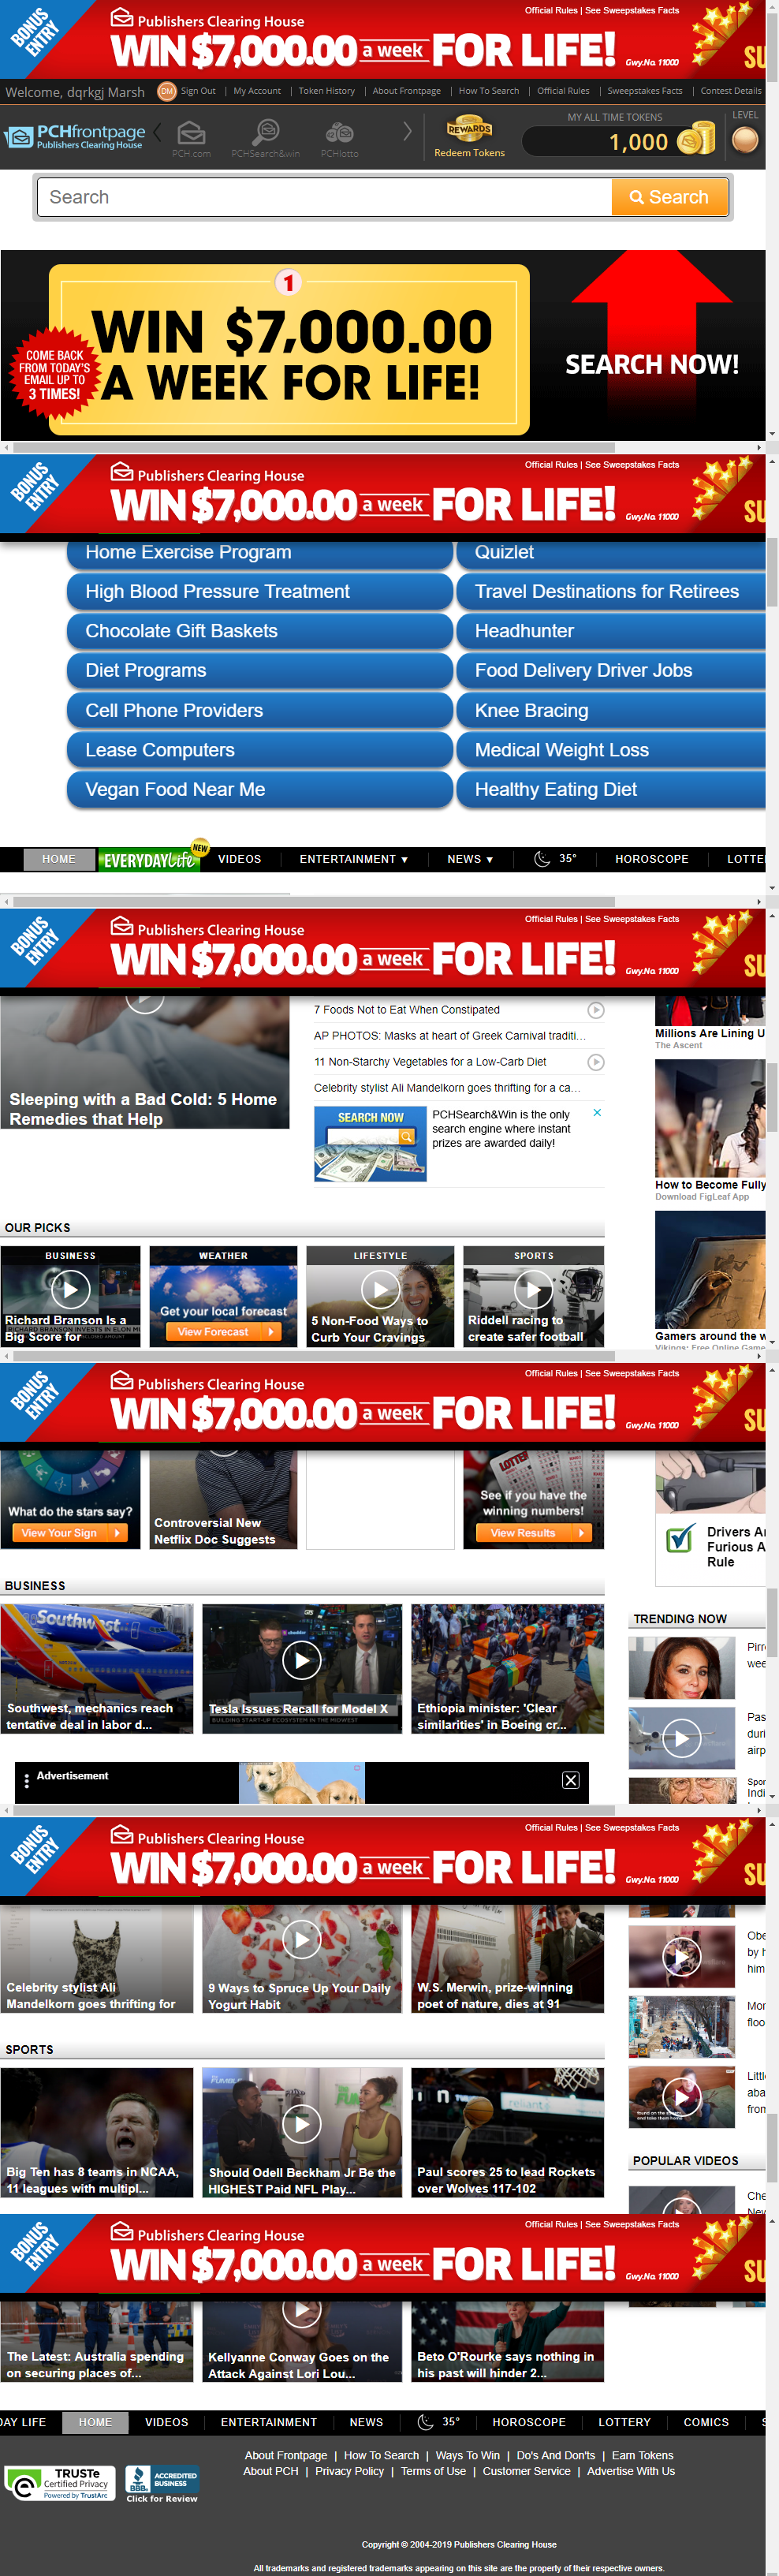 BONUS ENTRY
Publishers Clearing House
Official Rules | See Sweepstakes Facts
WIN $7,000.00 a week FOR LIFE!
Gwy.No. 11000
SU
Welcome, dqrkgj Marsh
DM
Sign Out | My Account | Token History | About Frontpage | How To Search | Official Rules | Sweepstakes Facts | Contest Details
PCHfrontpage
Publishers Clearing House
PCH.com
PCHSearch&win
PCHlotto
REWARDS
Redeem Tokens
MY ALL TIME TOKENS
1,000
LEVEL
Search
Search
1
WIN $7,000.00
A WEEK FOR LIFE!
COME BACK
FROM TODAY'S
EMAIL UP TO
3 TIMES!
SEARCH NOW!
BONUS ENTRY
Publishers Clearing House
Official Rules | See Sweepstakes Facts
WIN $7,000.00 a week FOR LIFE!
Gwy.No. 11000
SU
Home Exercise Program
Quizlet
High Blood Pressure Treatment
Travel Destinations for Retirees
Chocolate Gift Baskets
Headhunter
Diet Programs
Food Delivery Driver Jobs
Cell Phone Providers
Knee Bracing
Lease Computers
Medical Weight Loss
Vegan Food Near Me
Healthy Eating Diet
HOME
EVERYDAY Life
NEW
VIDEOS
ENTERTAINMENT ▼
NEWS ▼
35°
HOROSCOPE
LOTTE
BONUS ENTRY
Publishers Clearing House
Official Rules | See Sweepstakes Facts
WIN $7,000.00 a week FOR LIFE!
Gwy.No. 11000
SU
Sleeping with a Bad Cold: 5 Home
Remedies that Help
7 Foods Not to Eat When Constipated
AP PHOTOS: Masks at heart of Greek Carnival traditi...
11 Non-Starchy Vegetables for a Low-Carb Diet
Celebrity stylist Ali Mandelkorn goes thrifting for a ca...
SEARCH NOW
PCHSearch&Win is the only
search engine where instant
prizes are awarded daily!
Millions Are Lining U
The Ascent
How to Become Fully
Download FigLeaf App
Gamers around the w
Vikings: Free Online Game
OUR PICKS
BUSINESS
Richard Branson Is a
Big Score for
WEATHER
Get your local forecast
View Forecast
LIFESTYLE
5 Non-Food Ways to
Curb Your Cravings
SPORTS
Riddell racing to
create safer football
BONUS ENTRY
Publishers Clearing House
Official Rules | See Sweepstakes Facts
WIN $7,000.00 a week FOR LIFE!
Gwy.No. 11000
SU
What do the stars say?
View Your Sign
Controversial New
Netflix Doc Suggests
LOTTO
See if you have the
winning numbers!
View Results
Drivers A
Furious A
Rule
BUSINESS
Southwest
Southwest, mechanics reach
tentative deal in labor d...
Tesla Issues Recall for Model X
BUILDING START-UP ECOSYSTEM IN THE MIDWEST
Ethiopia minister: 'Clear
similarities' in Boeing cr...
TRENDING NOW
Pirr
wee
Pas
duri
airp
Spor
Indi
Advertisement
BONUS ENTRY
Publishers Clearing House
Official Rules | See Sweepstakes Facts
WIN $7,000.00 a week FOR LIFE!
Gwy.No. 11000
SU
Celebrity stylist Ali
Mandelkorn goes thrifting for
9 Ways to Spruce Up Your Daily
Yogurt Habit
W.S. Merwin, prize-winning
poet of nature, dies at 91
Obe
by h
him
Mor
floo
Littl
aba
fron
SPORTS
Big Ten has 8 teams in NCAA,
11 leagues with multipl...
Should Odell Beckham Jr Be the
HIGHEST Paid NFL Play...
Paul scores 25 to lead Rockets
over Wolves 117-102
POPULAR VIDEOS
Che
New
BONUS ENTRY
Publishers Clearing House
Official Rules | See Sweepstakes Facts
WIN $7,000.00 a week FOR LIFE!
Gwy.No. 11000
SU
The Latest: Australia spending
on securing places of...
Kellyanne Conway Goes on the
Attack Against Lori Lou...
Beto O'Rourke says nothing in
his past will hinder 2...
DAY LIFE
HOME
VIDEOS
ENTERTAINMENT
NEWS
35°
HOROSCOPE
LOTTERY
COMICS
S
TRUSTe
Certified Privacy
Powered by TrustArc
BBB
ACCREDITED
BUSINESS
Click for Review
About Frontpage | How To Search | Ways To Win | Do's And Don'ts | Earn Tokens
About PCH | Privacy Policy | Terms of Use | Customer Service | Advertise With Us
Copyright © 2004-2019 Publishers Clearing House
All trademarks and registered trademarks appearing on this site are the property of their respective owners.